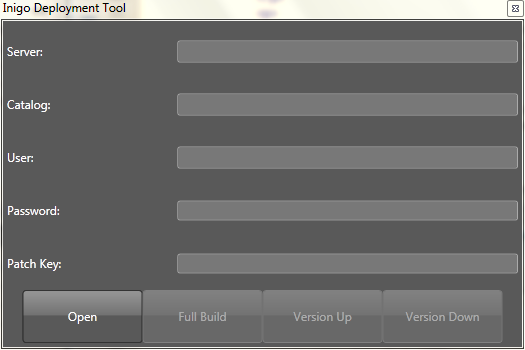 Inigo Deployment Tool
Server:
Catalog:
User:
Password:
Patch Key:
Open Full Build Version Up Version Down